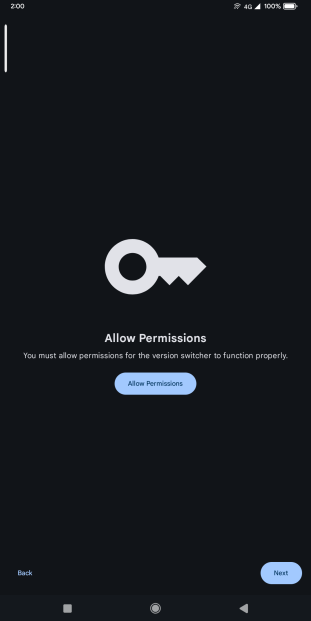 2:00
4G
100%
Allow Permissions
You must allow permissions for the version switcher to function properly.
Allow Permissions
Back
Next